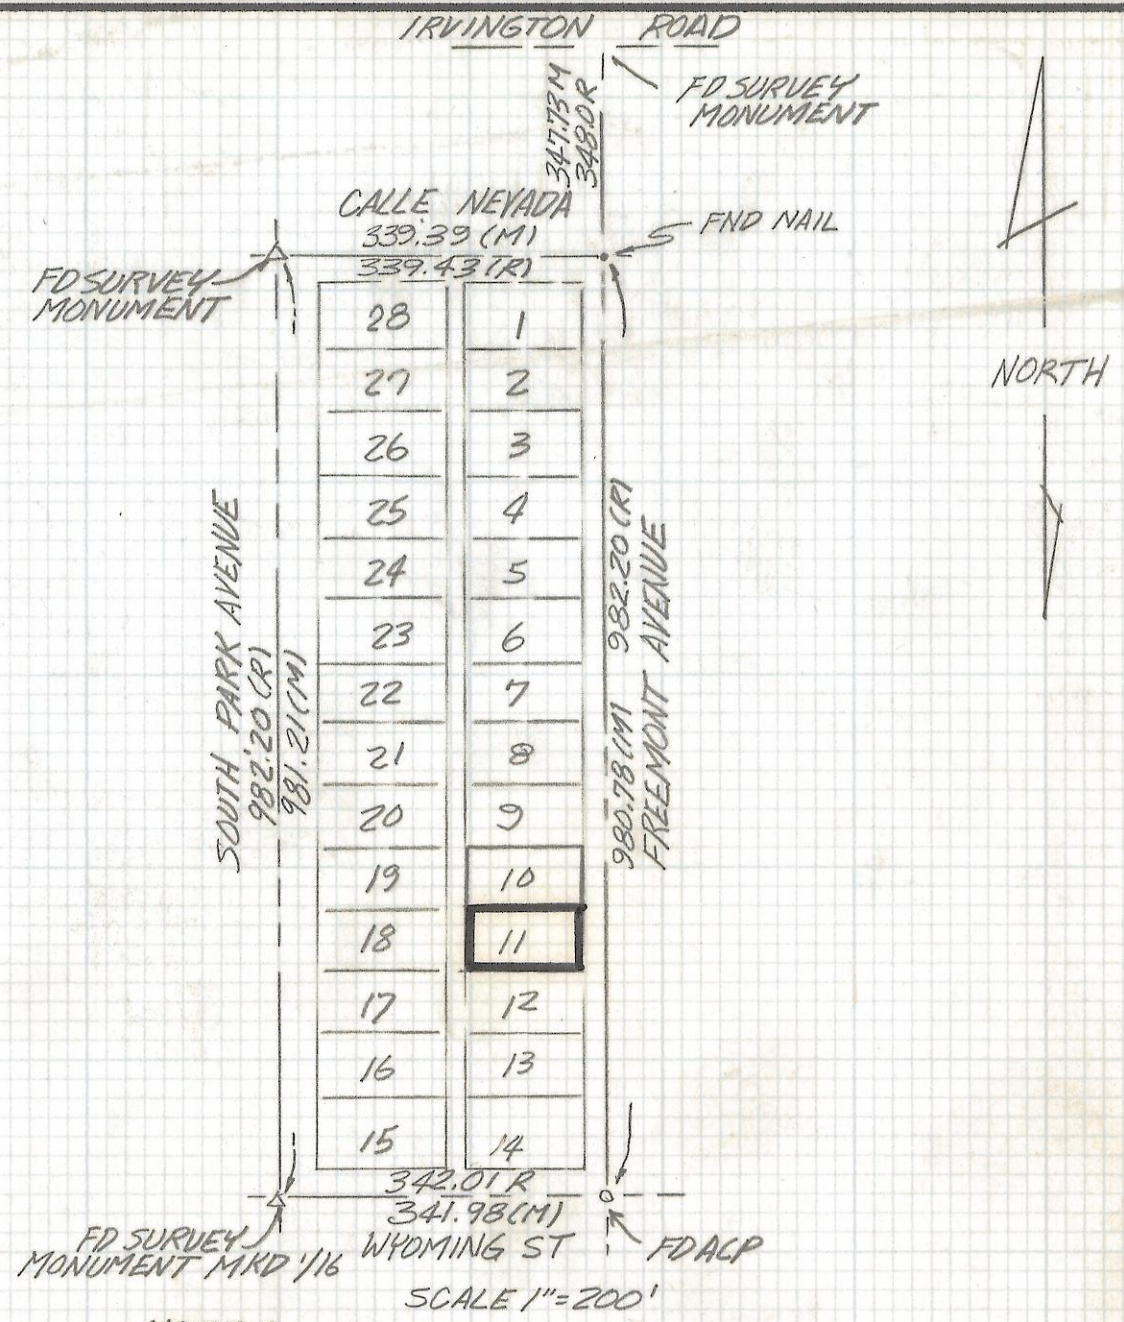 IRVINGTON ROAD
347.73 M
348.0 R
FD SURVEY
MONUMENT
CALLE NEVADA
339.39 (M)
339.43 (R)
FND NAIL
FD SURVEY
MONUMENT
28 1
27 2
26 3
25 4
24 5
23 6
22 7
21 8
20 9
19 10
18 11
17 12
16 13
15 14
NORTH
SOUTH PARK AVENUE
982.20 (R)
981.21 (M)
980.78 (M) 982.20 (R)
FREEMONT AVENUE
342.01 R
341.98 (M)
WYOMING ST
FD SURVEY
MONUMENT MKD 1/16
FD ACP
SCALE 1"=200'